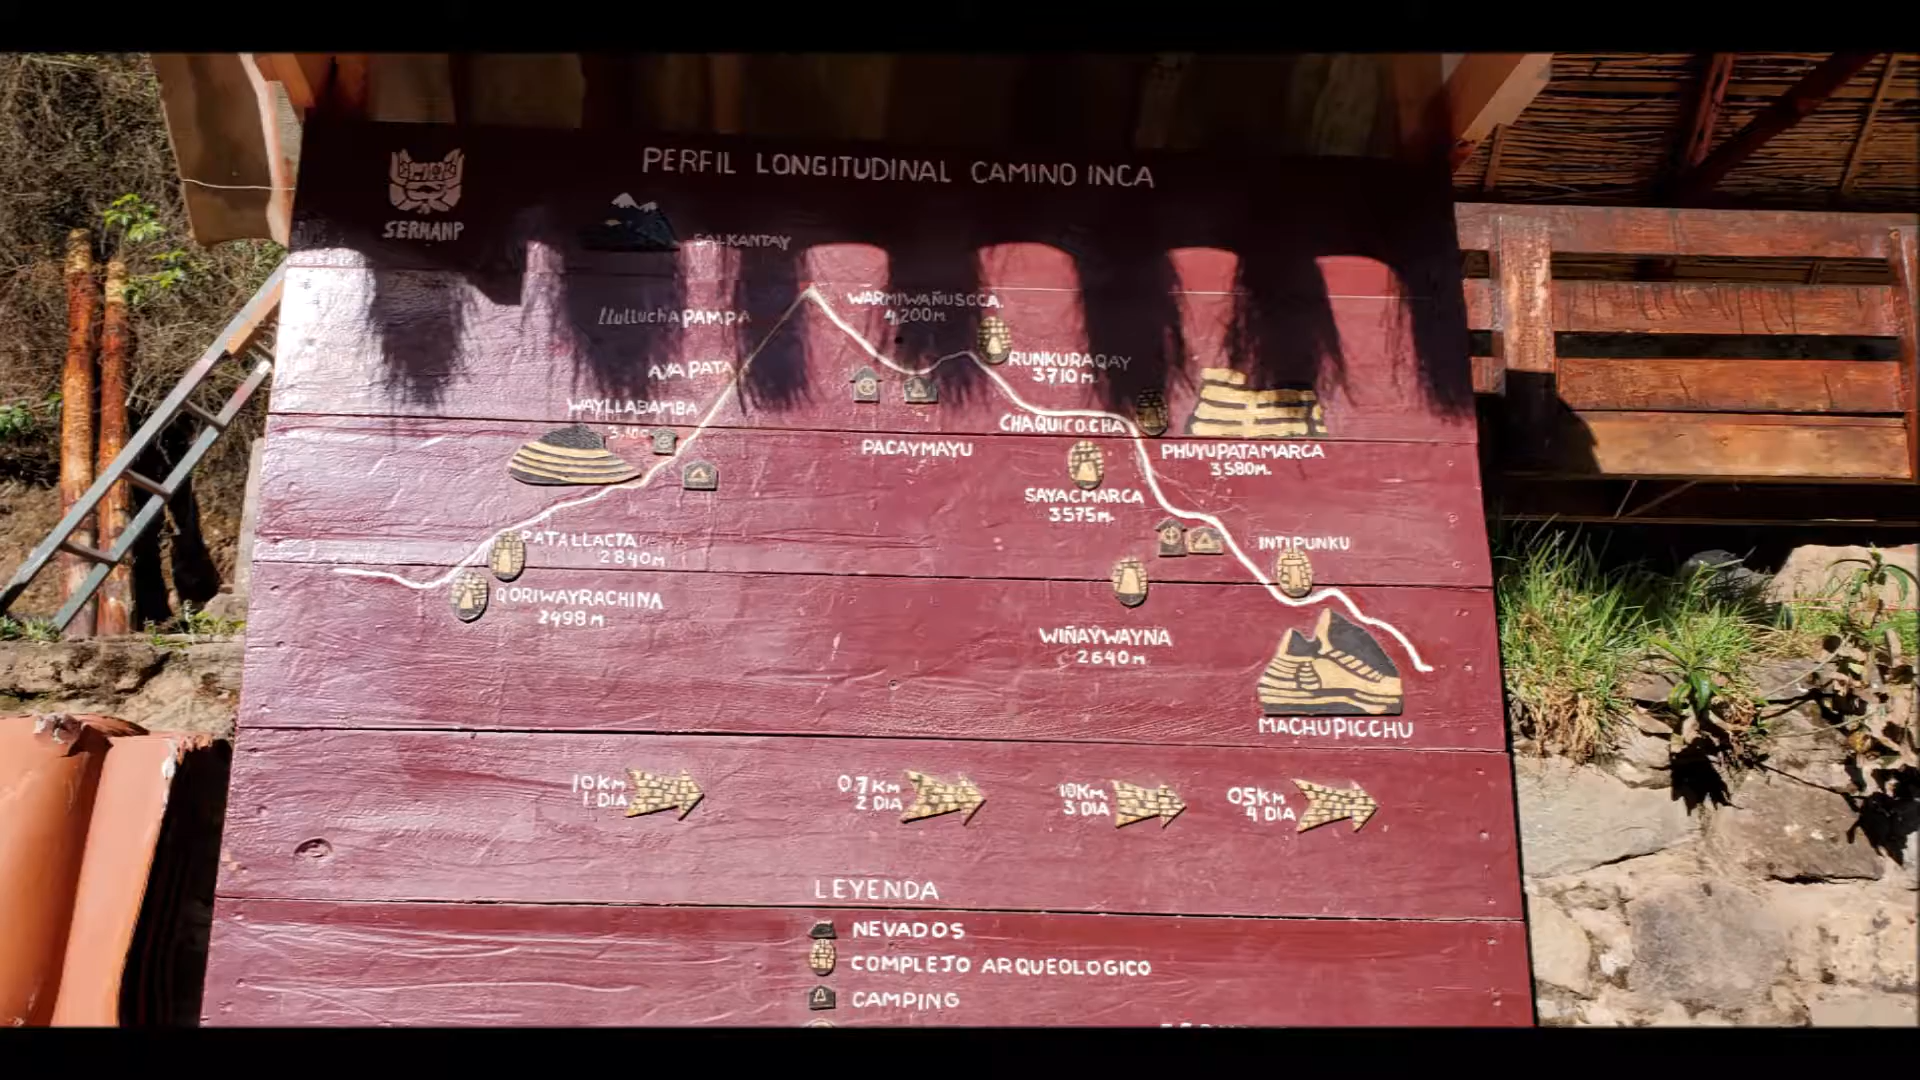 PERFIL LONGITUDINAL CAMINO INCA
SERNANP
SALKANTAY
WARMIWAÑUSCCA.
4,200m
lluLLuchAPAMPA
RUNKURAQAY
3710m.
AYAPATA
WAYLLABAMBA
CHAQUICOCHA
PACAYMAYU
PHUYUPATAMARCA
3580m.
SAYACMARCA
3575m.
PATALLACTA
2840m
INTIPUNKU
QORIWAYRACHINA
2498m
WIÑAYWAYNA
2640m
MACHUPICCHU
10Km
1 DIA
07Km
2 DIA
10Km.
3 DIA
05Km
4 DIA
LEYENDA
NEVADOS
COMPLEJO ARQUEOLOGICO
CAMPING